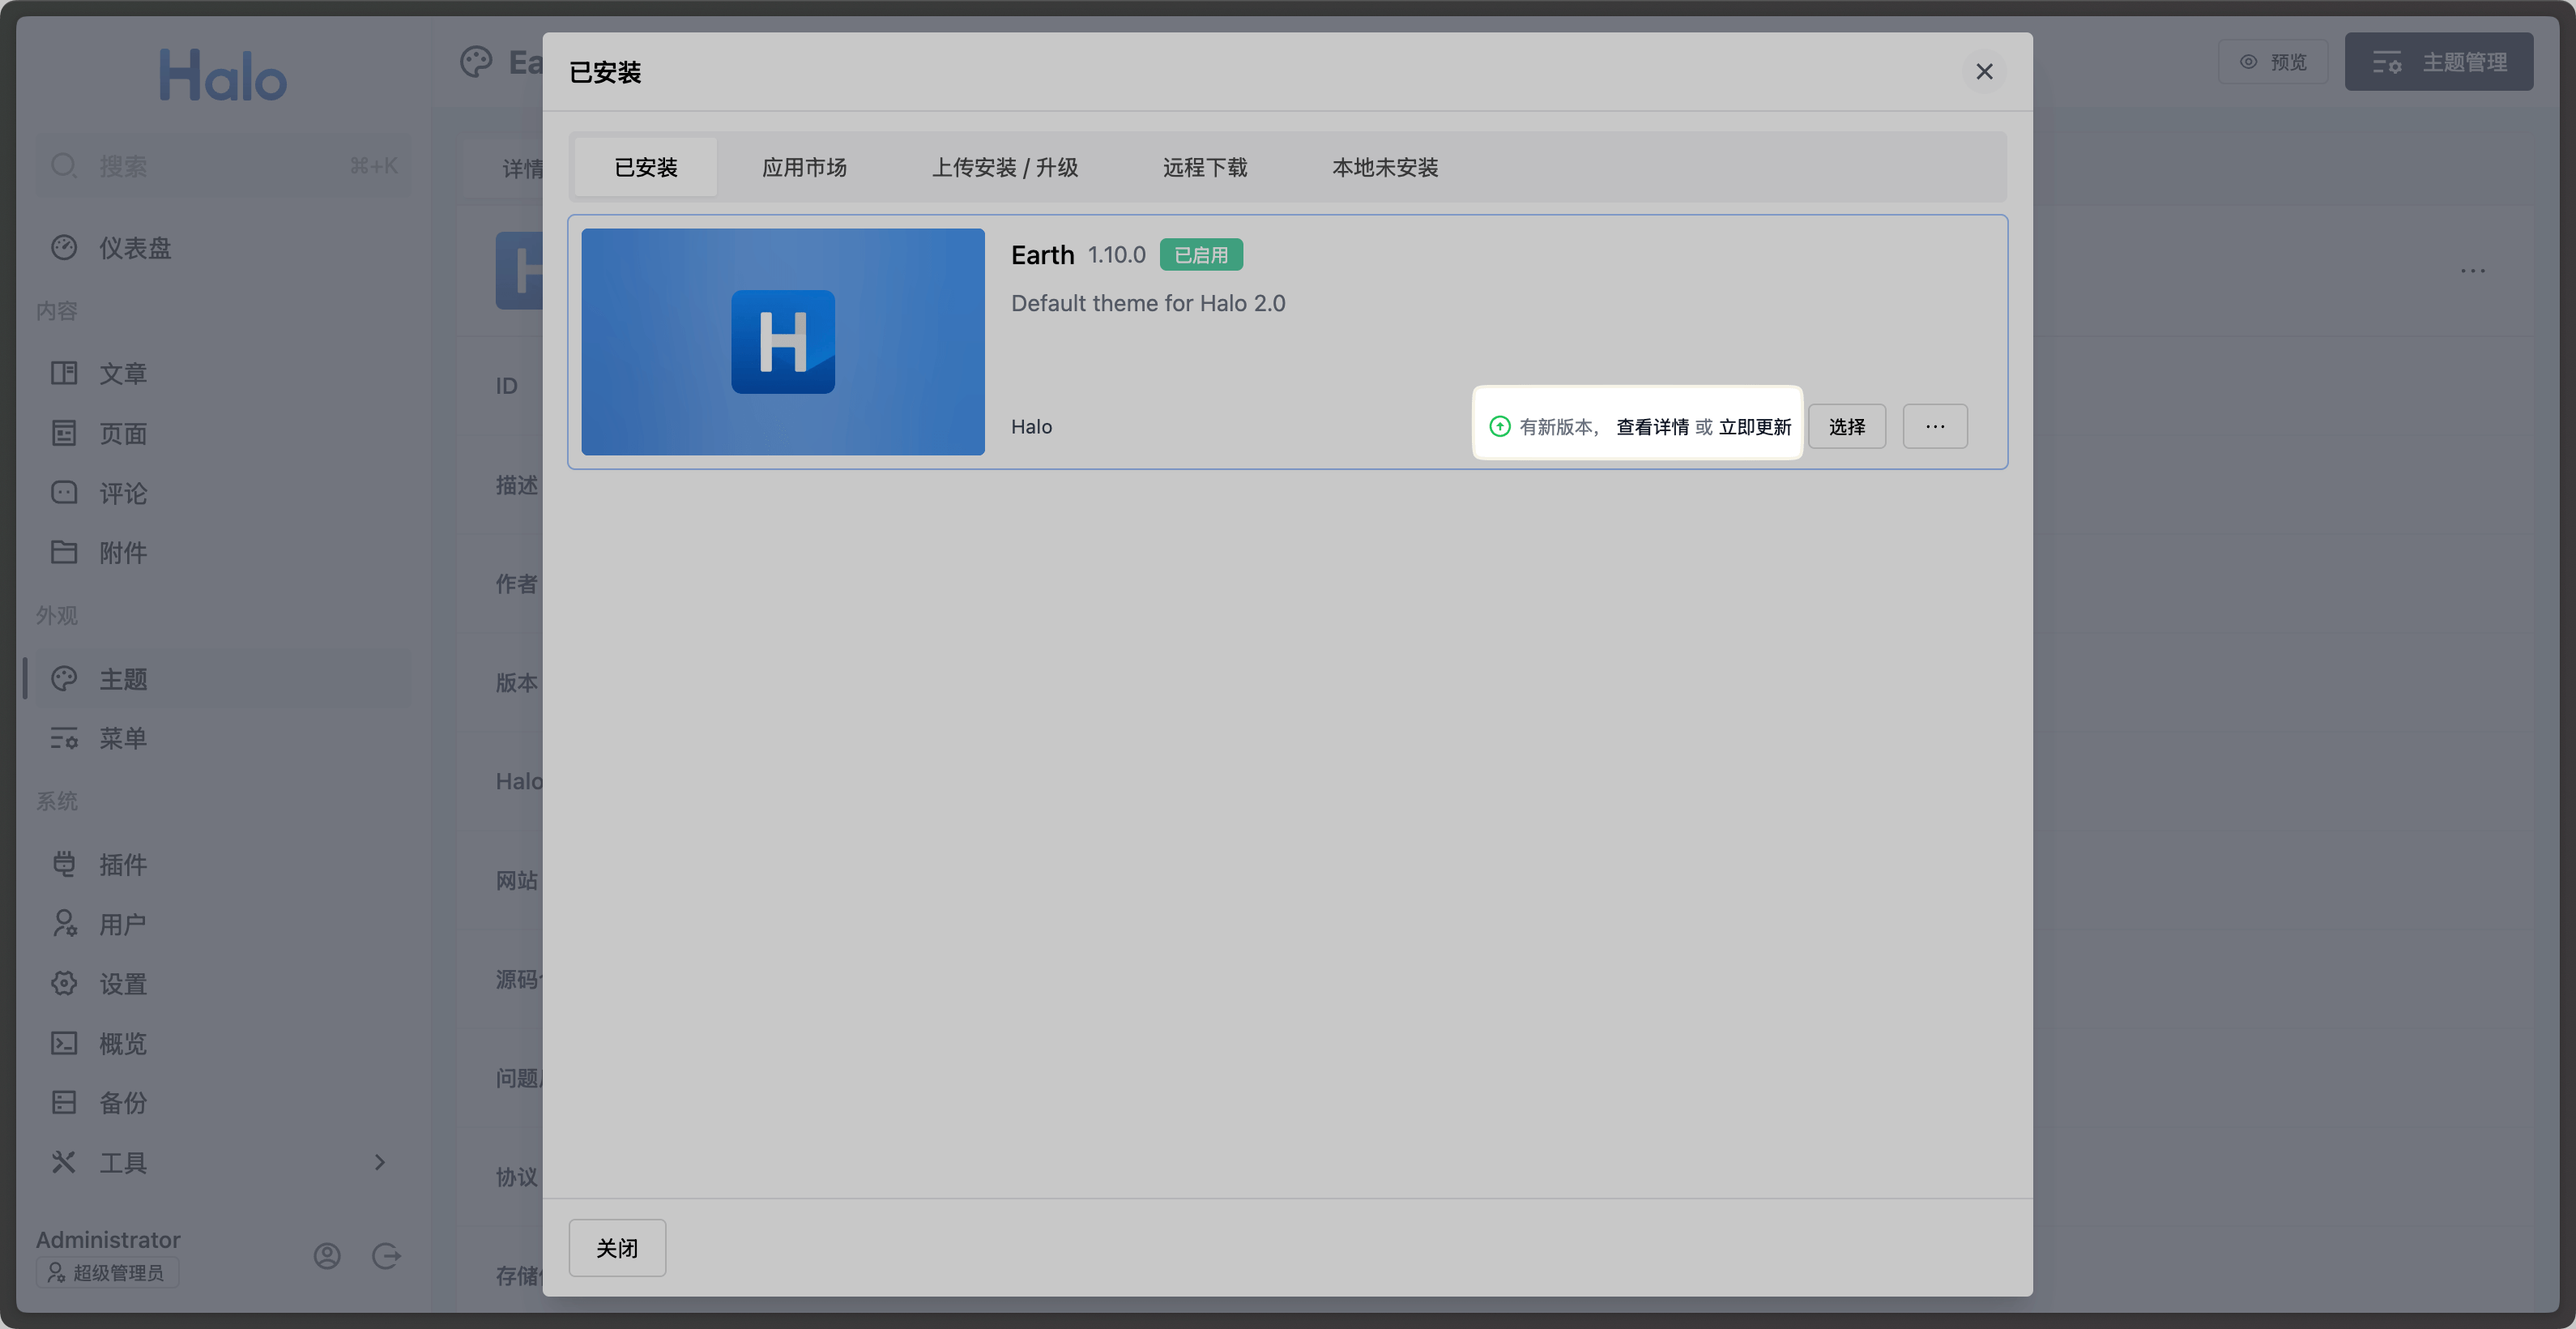 Halo
搜索 ⌘+K
仪表盘
内容
文章
页面
评论
附件
外观
主题
菜单
系统
插件
用户
设置
概览
备份
工具
Administrator
超级管理员
Ea
预览
主题管理
详情
ID
描述
作者
版本
Halo
网站
源码
问题
协议
存储
已安装
已安装 应用市场 上传安装 / 升级 远程下载 本地未安装
H
Earth 1.10.0 已启用
Default theme for Halo 2.0
Halo
有新版本， 查看详情 或 立即更新 选择 ···
关闭